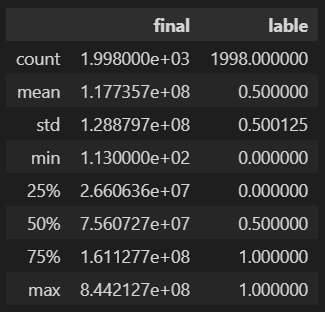 final lable
count 1.998000e+03 1998.000000
mean 1.177357e+08 0.500000
std 1.288797e+08 0.500125
min 1.130000e+02 0.000000
25% 2.660636e+07 0.000000
50% 7.560727e+07 0.500000
75% 1.611277e+08 1.000000
max 8.442127e+08 1.000000